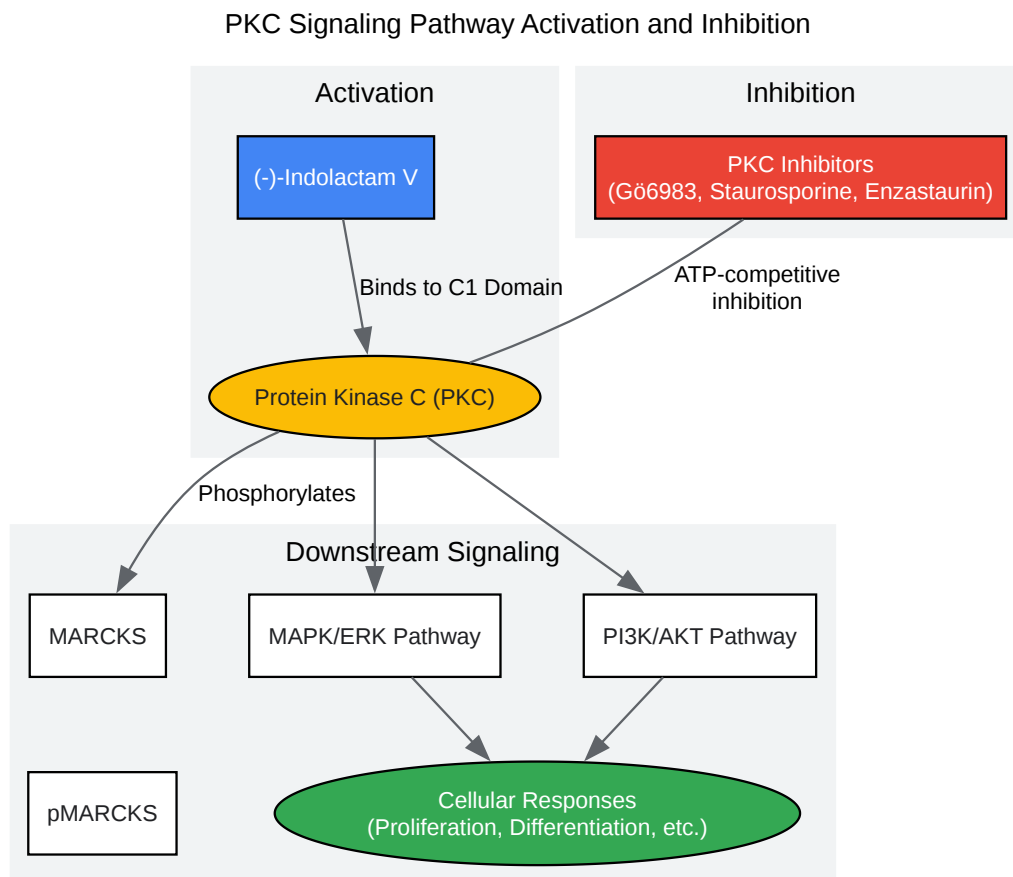 PKC Signaling Pathway Activation and Inhibition
Activation
Inhibition
(-)-Indolactam V
PKC Inhibitors
(Gö6983, Staurosporine, Enzastaurin)
Binds to C1 Domain
ATP-competitive
inhibition
Protein Kinase C (PKC)
Phosphorylates
Downstream Signaling
MARCKS
MAPK/ERK Pathway
PI3K/AKT Pathway
pMARCKS
Cellular Responses
(Proliferation, Differentiation, etc.)